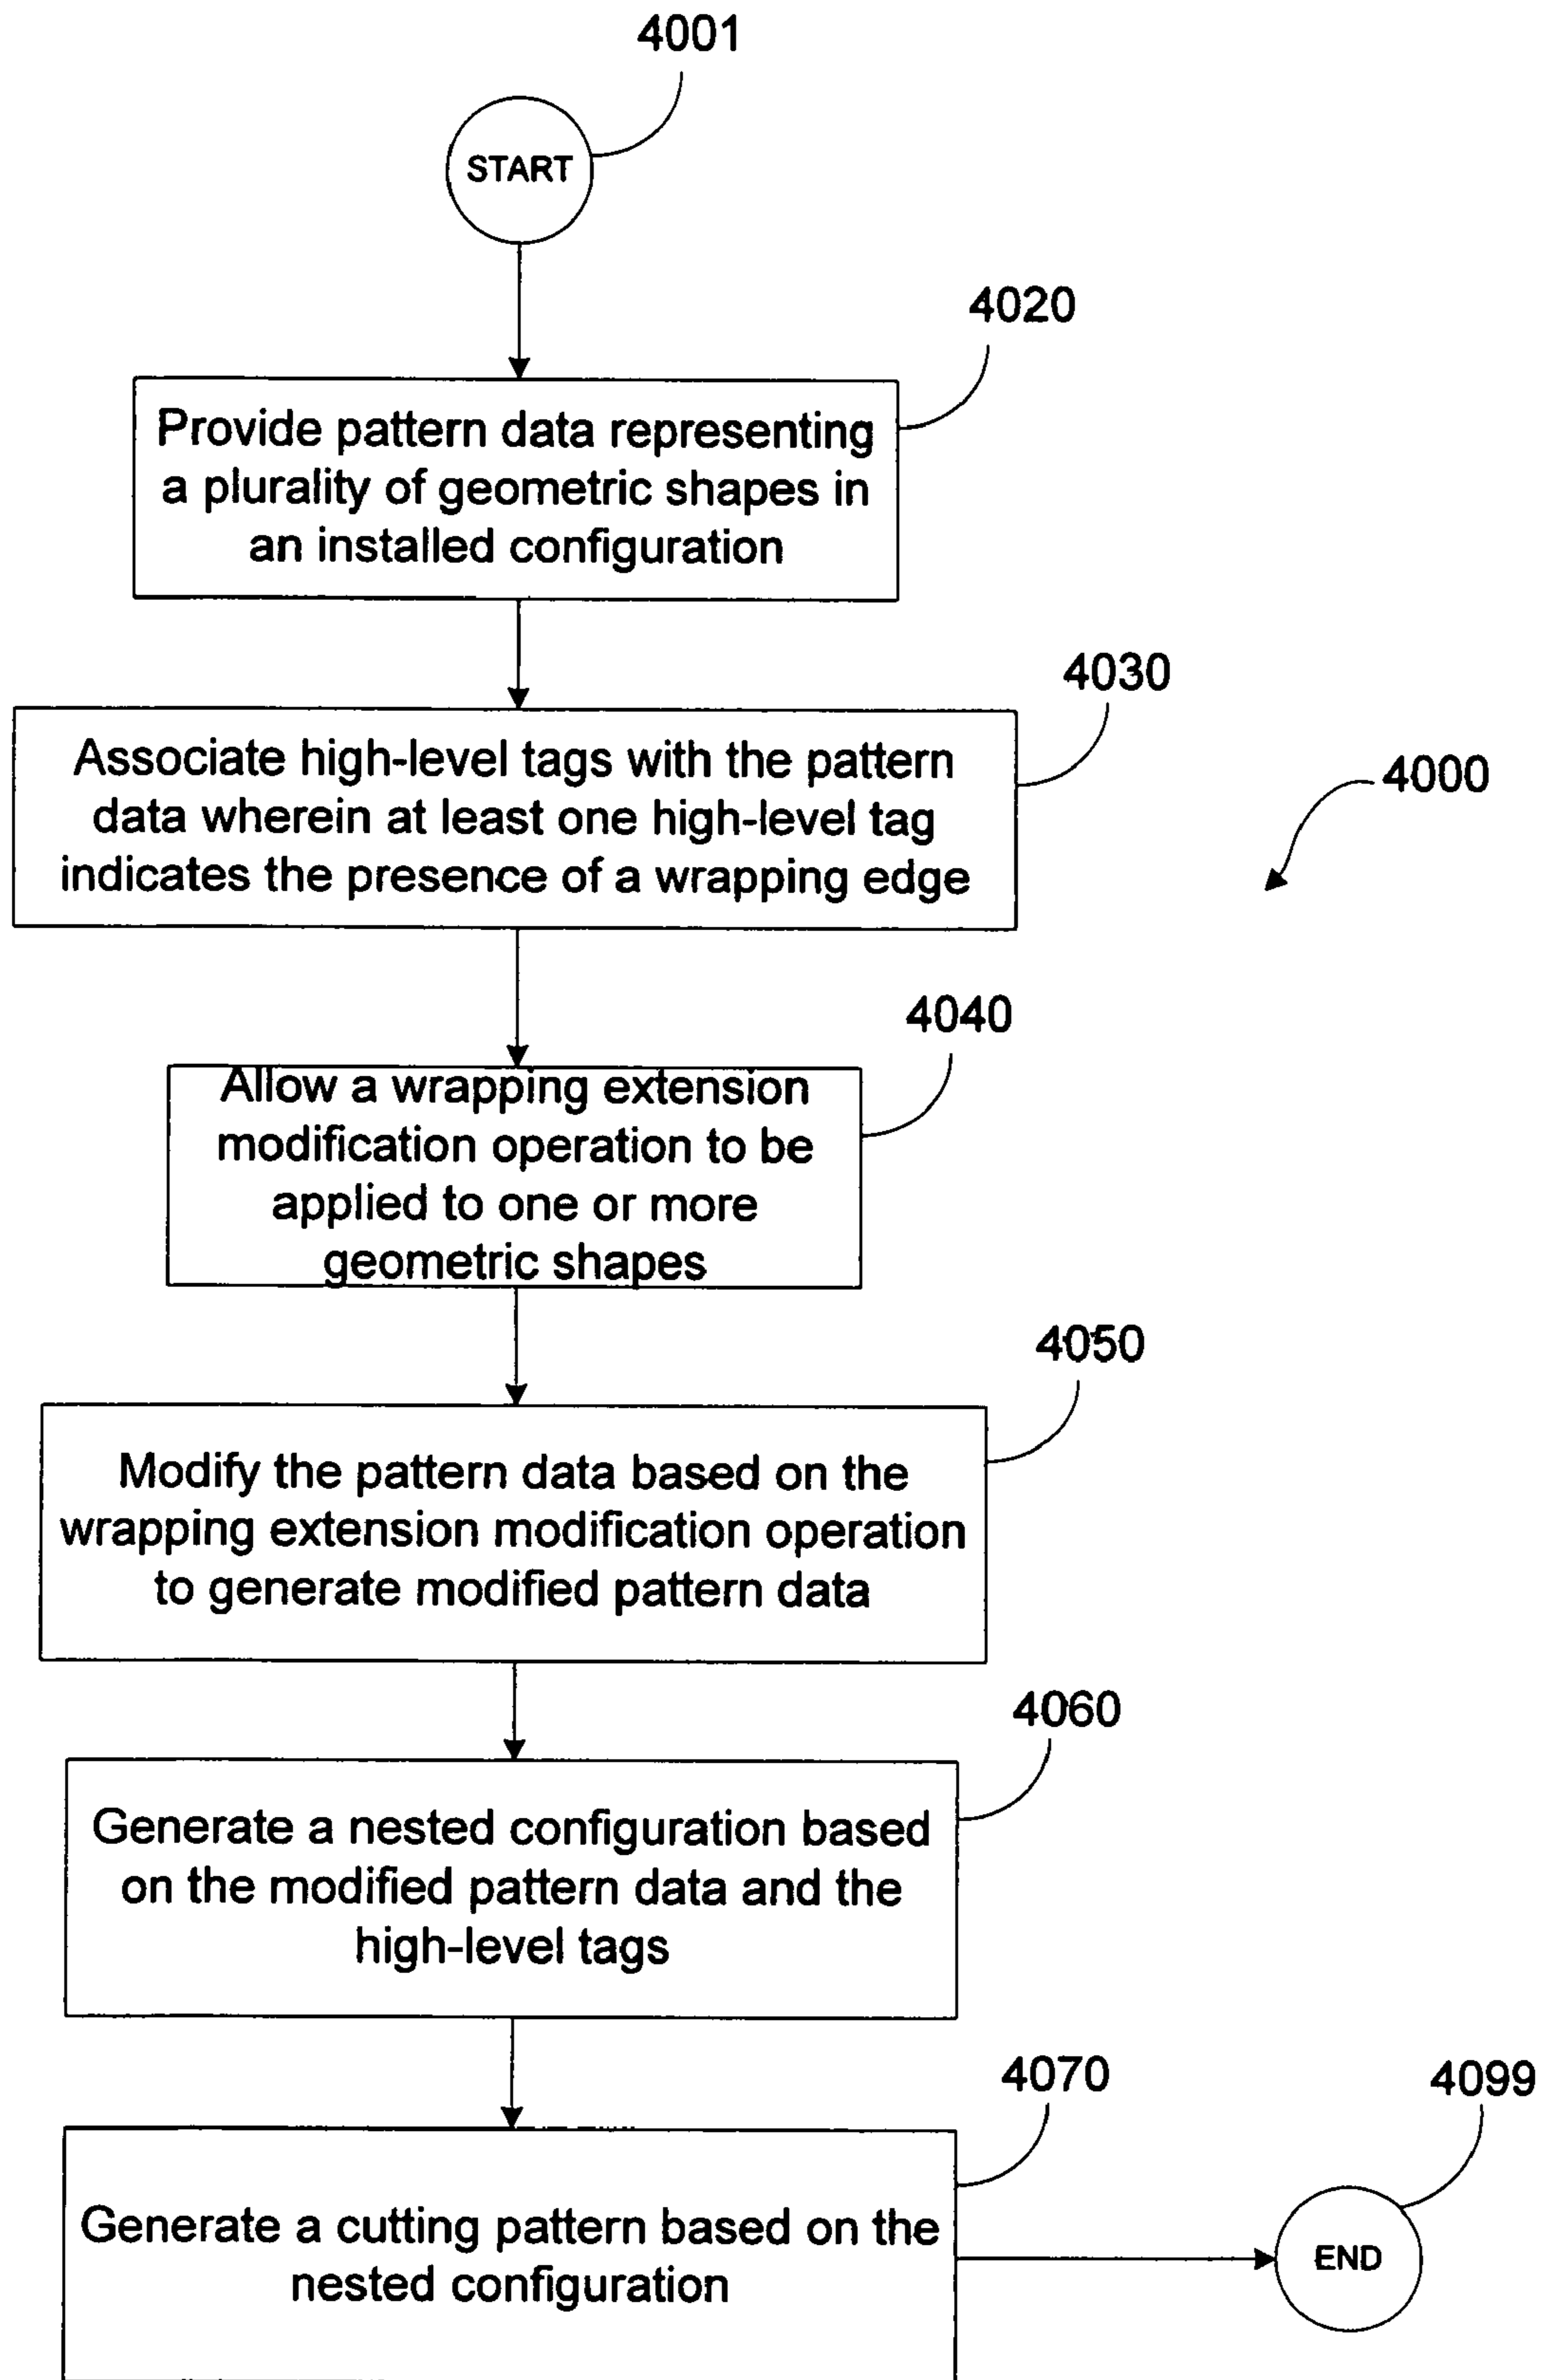 4001
START
4020
Provide pattern data representing
a plurality of geometric shapes in
an installed configuration
4030
Associate high-level tags with the pattern
data wherein at least one high-level tag
indicates the presence of a wrapping edge
4000
4040
Allow a wrapping extension
modification operation to be
applied to one or more
geometric shapes
4050
Modify the pattern data based on the
wrapping extension modification operation
to generate modified pattern data
4060
Generate a nested configuration based
on the modified pattern data and the
high-level tags
4070
4099
Generate a cutting pattern based on the
nested configuration
END